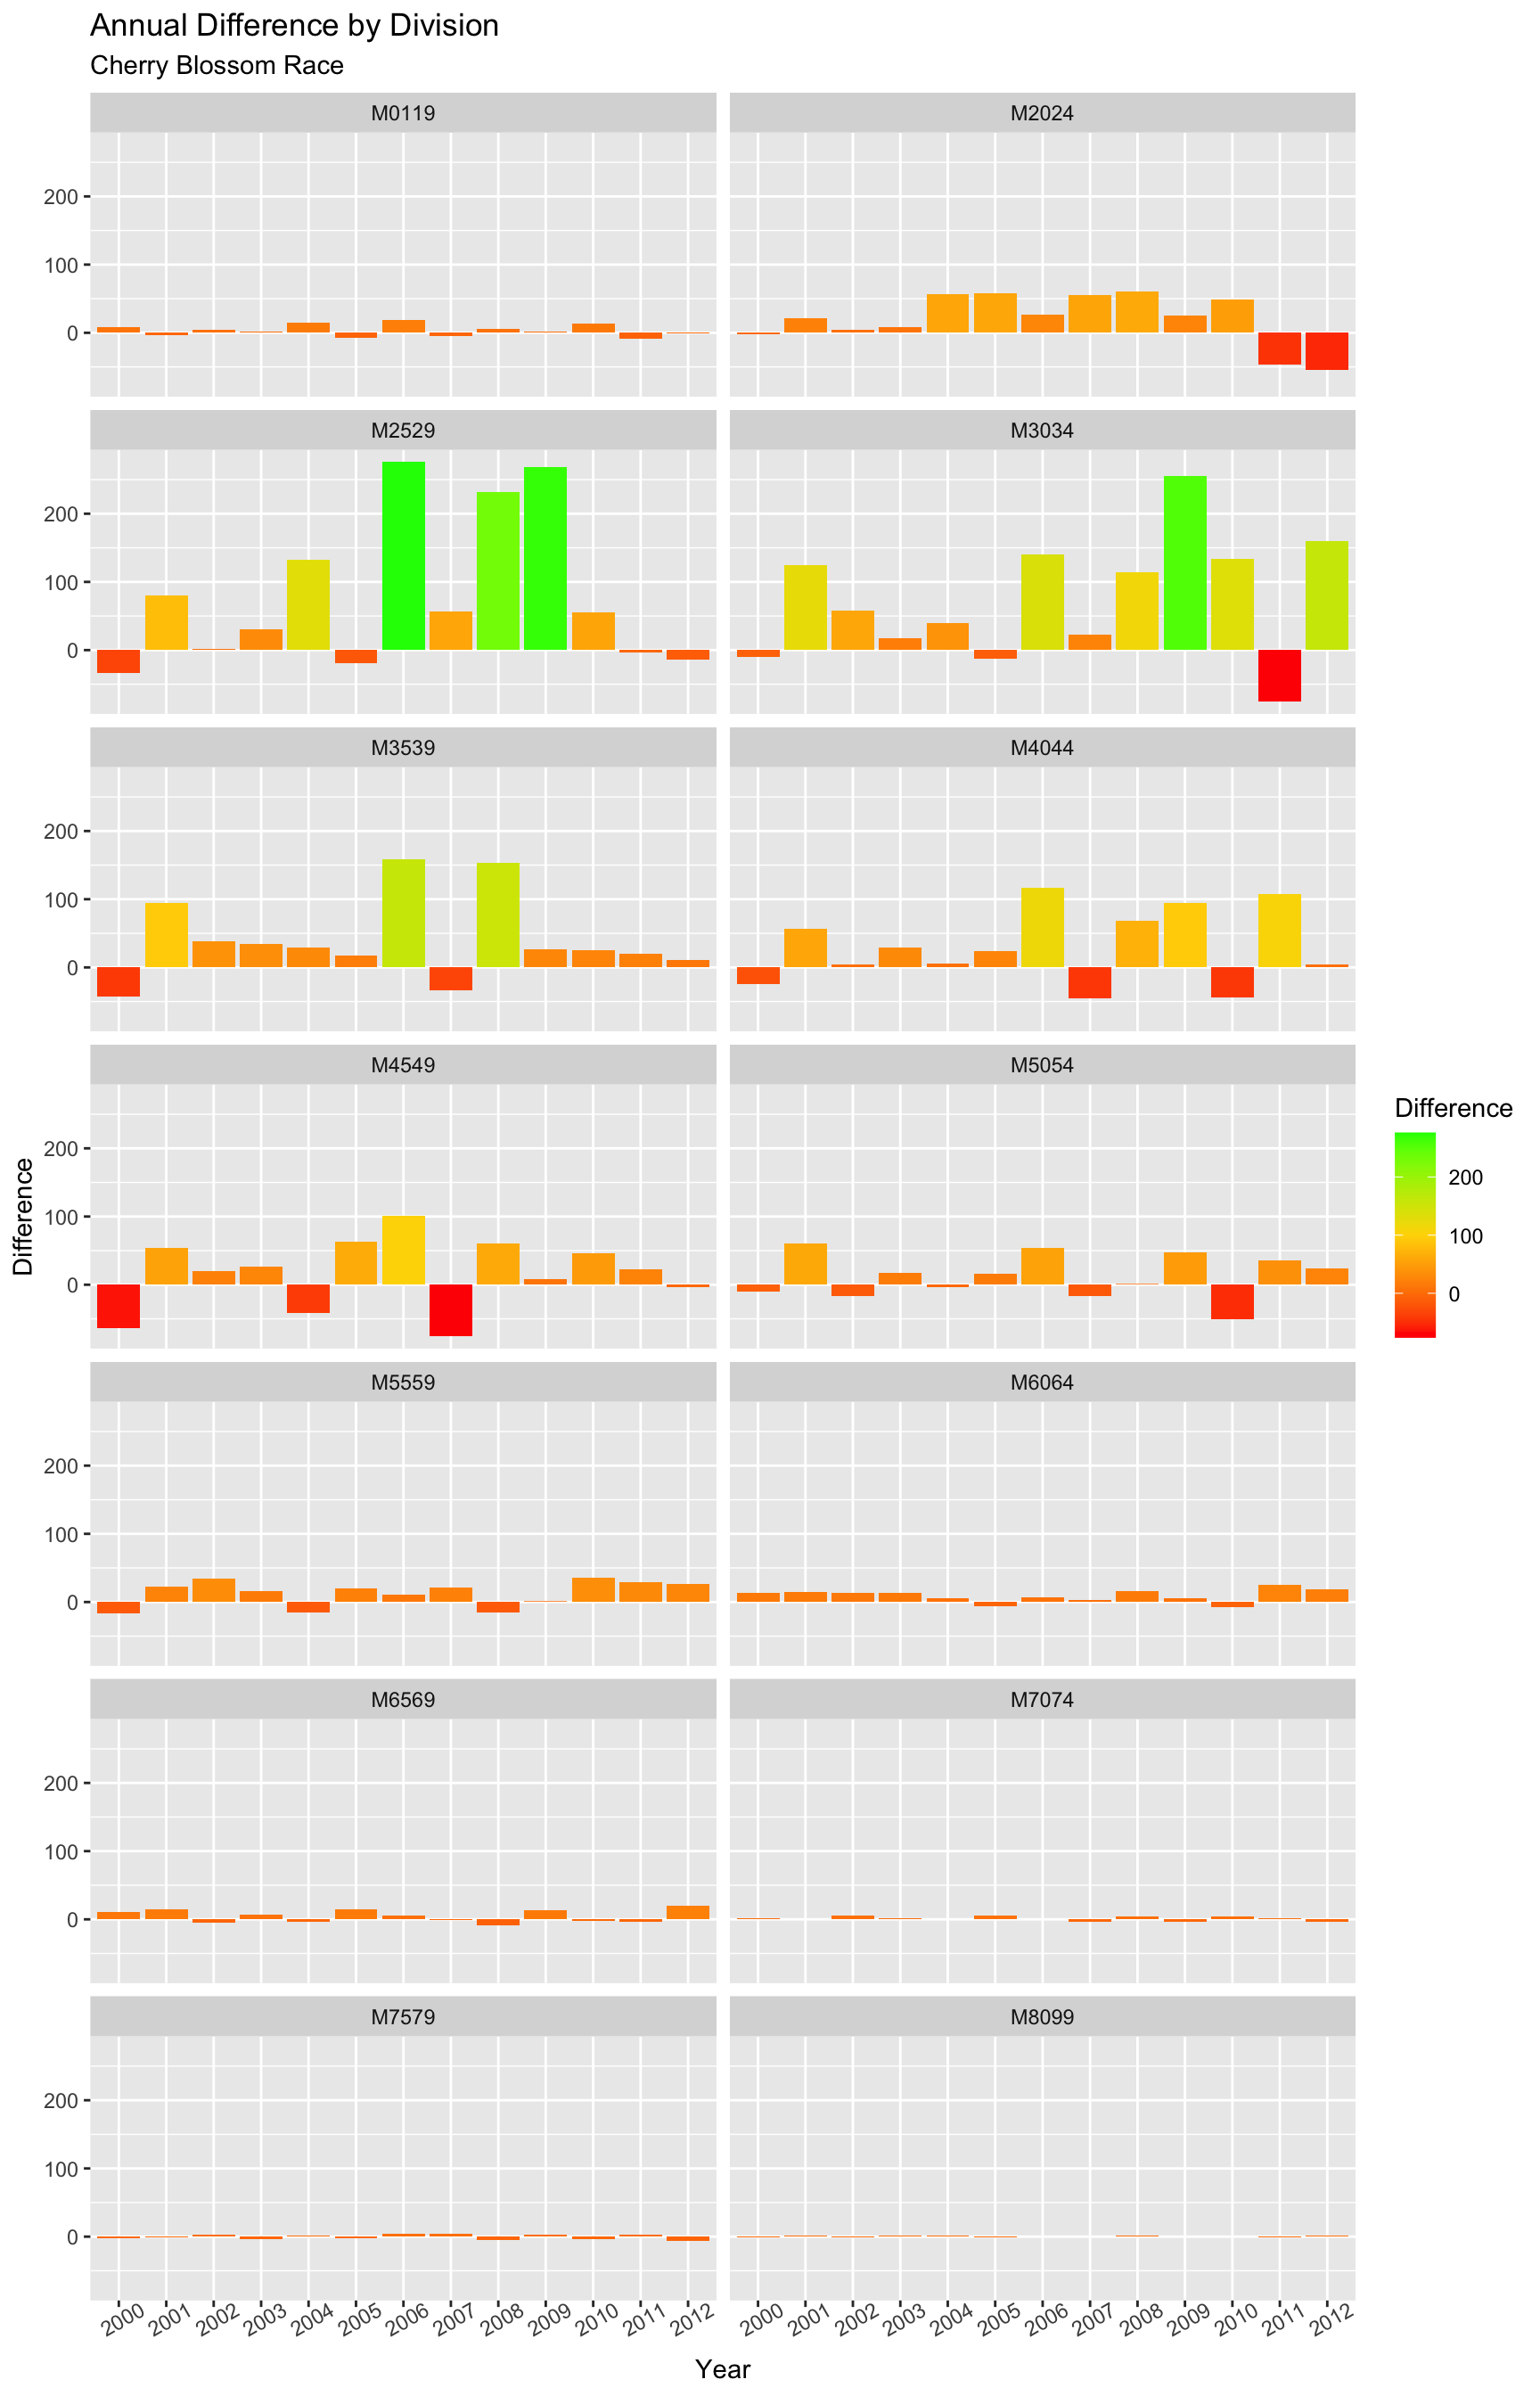 Annual Difference by Division
Cherry Blossom Race
M0119 M2024
200
100
0
M2529 M3034
200
100
0
M3539 M4044
200
100
0
M4549 M5054
200
100
0
M5559 M6064
200
100
0
M6569 M7074
200
100
0
M7579 M8099
200
100
0
2000 2001 2002 2003 2004 2005 2006 2007 2008 2009 2010 2011 2012 2000 2001 2002 2003 2004 2005 2006 2007 2008 2009 2010 2011 2012
Year
Difference
Difference
200
100
0